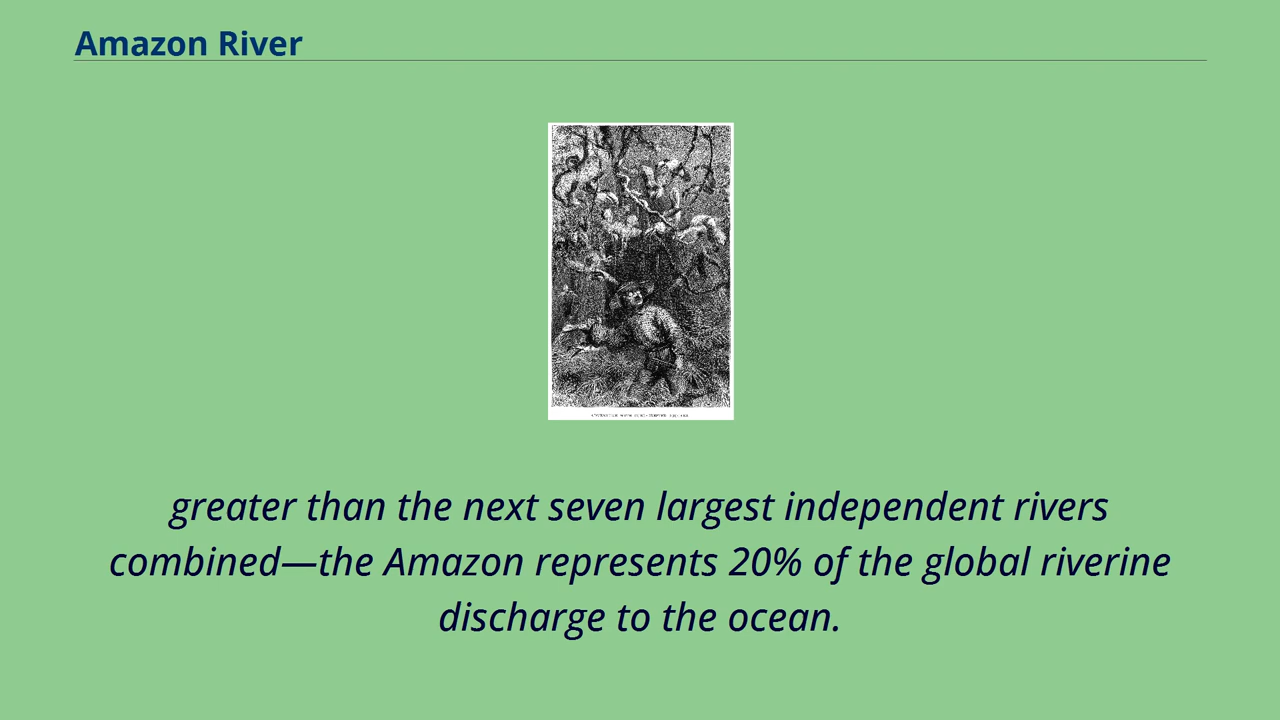 Amazon River
greater than the next seven largest independent rivers
combined—the Amazon represents 20% of the global riverine
discharge to the ocean.